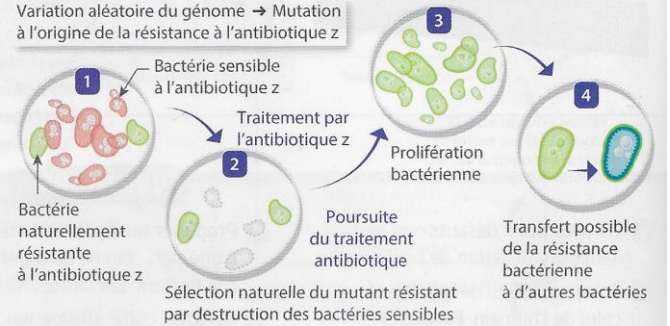 Variation aléatoire du génome → Mutation
à l'origine de la résistance à l'antibiotique z
1
Bactérie sensible
à l'antibiotique z
Bactérie
naturellement
résistante
à l'antibiotique z
Traitement par
l'antibiotique z
2
Sélection naturelle du mutant résistant
par destruction des bactéries sensibles
Poursuite
du traitement
antibiotique
3
Prolifération
bactérienne
4
Transfert possible
de la résistance
bactérienne
à d'autres bactéries